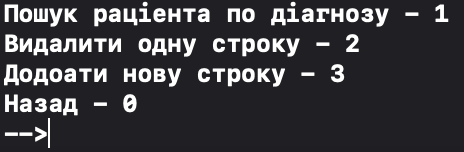 Пошук раціента по діагнозу – 1
Видалити одну строку – 2
Додоати нову строку – 3
Назад – 0
-->